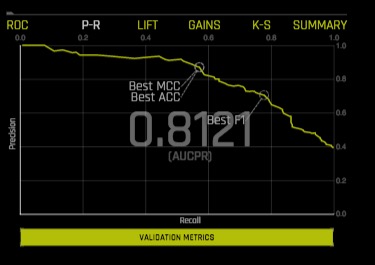 ROC P-R LIFT GAINS K-S SUMMARY
0.0 0.2 0.4 0.6 0.8 1.0
1.0
0.8
Best MCC
Best ACC
0.6
Best F1
0.8121
(AUCPR)
0.4
0.2
0.0
Precision
Recall
VALIDATION METRICS